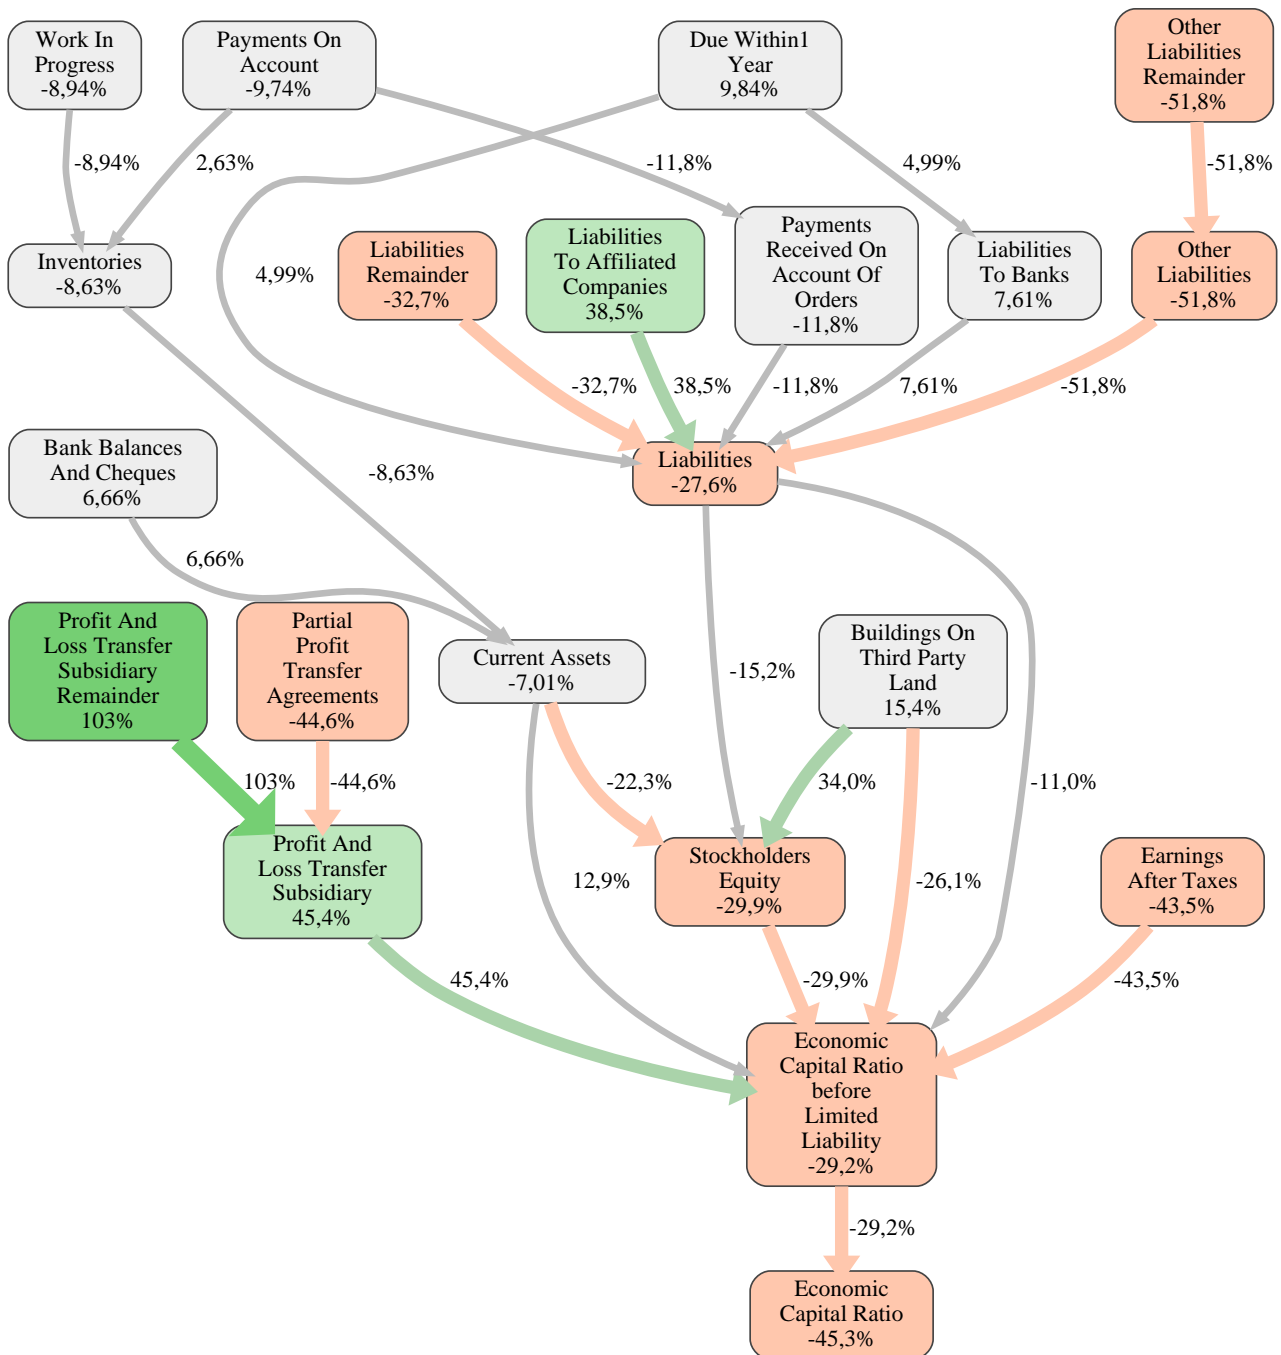 Work In
Progress
-8,94%
Payments On
Account
-9,74%
Due Within1
Year
9,84%
Other
Liabilities
Remainder
-51,8%
-8,94%
2,63%
-11,8%
4,99%
-51,8%
Inventories
-8,63%
4,99%
Liabilities
Remainder
-32,7%
Liabilities
To Affiliated
Companies
38,5%
Payments
Received On
Account Of
Orders
-11,8%
Liabilities
To Banks
7,61%
Other
Liabilities
-51,8%
-32,7%
38,5%
-11,8%
7,61%
-51,8%
Bank Balances
And Cheques
6,66%
-8,63%
Liabilities
-27,6%
6,66%
Profit And
Loss Transfer
Subsidiary
Remainder
103%
Partial
Profit
Transfer
Agreements
-44,6%
Current Assets
-7,01%
-15,2%
Buildings On
Third Party
Land
15,4%
103%
-44,6%
-22,3%
34,0%
-11,0%
Profit And
Loss Transfer
Subsidiary
45,4%
12,9%
Stockholders
Equity
-29,9%
-26,1%
Earnings
After Taxes
-43,5%
45,4%
-29,9%
-43,5%
Economic
Capital Ratio
before
Limited
Liability
-29,2%
-29,2%
Economic
Capital Ratio
-45,3%